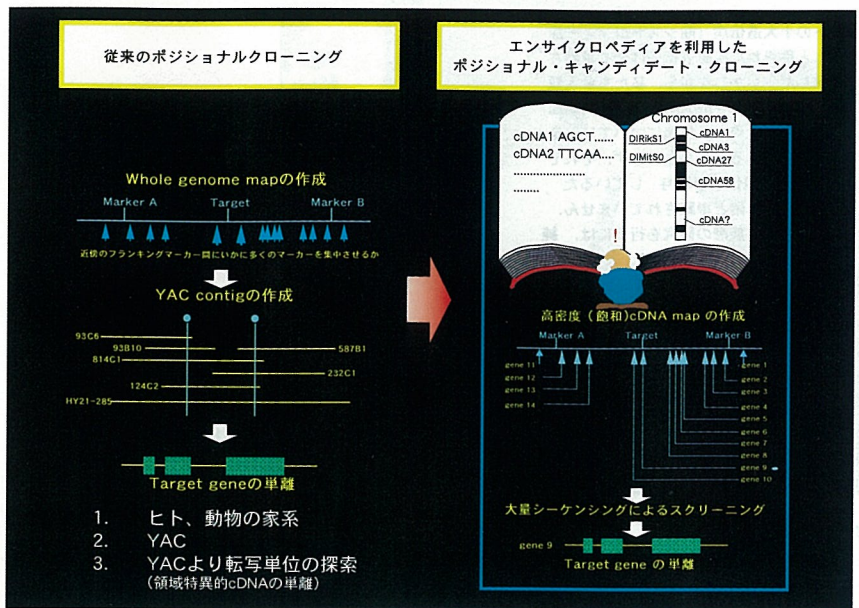 従来のポジショナルクローニング
Whole genome mapの作成
Marker A
Target
Marker B
近傍のフランキングマーカー間にいかに多くのマーカーを集中させるか
YAC contigの作成
93C6
93B10
587B1
814C1
232C1
124C2
HY21-285
Target geneの単離
1. ヒト、動物の家系
2. YAC
3. YACより転写単位の探索
(領域特異的cDNAの単離)
エンサイクロペディアを利用した
ポジショナル・キャンディデート・クローニング
cDNA1 AGCT......
cDNA2 TTCAA....
......................
........
Chromosome 1
DIRikS1
DIMitS0
cDNA1
cDNA3
cDNA27
cDNA58
cDNA?
!
高密度(飽和)cDNA map の作成
Marker A
Target
Marker B
gene 11
gene 12
gene 13
gene 14
gene 1
gene 2
gene 3
gene 4
gene 5
gene 6
gene 7
gene 8
gene 9
gene 10
大量シーケンシングによるスクリーニング
gene 9
Target gene の単離